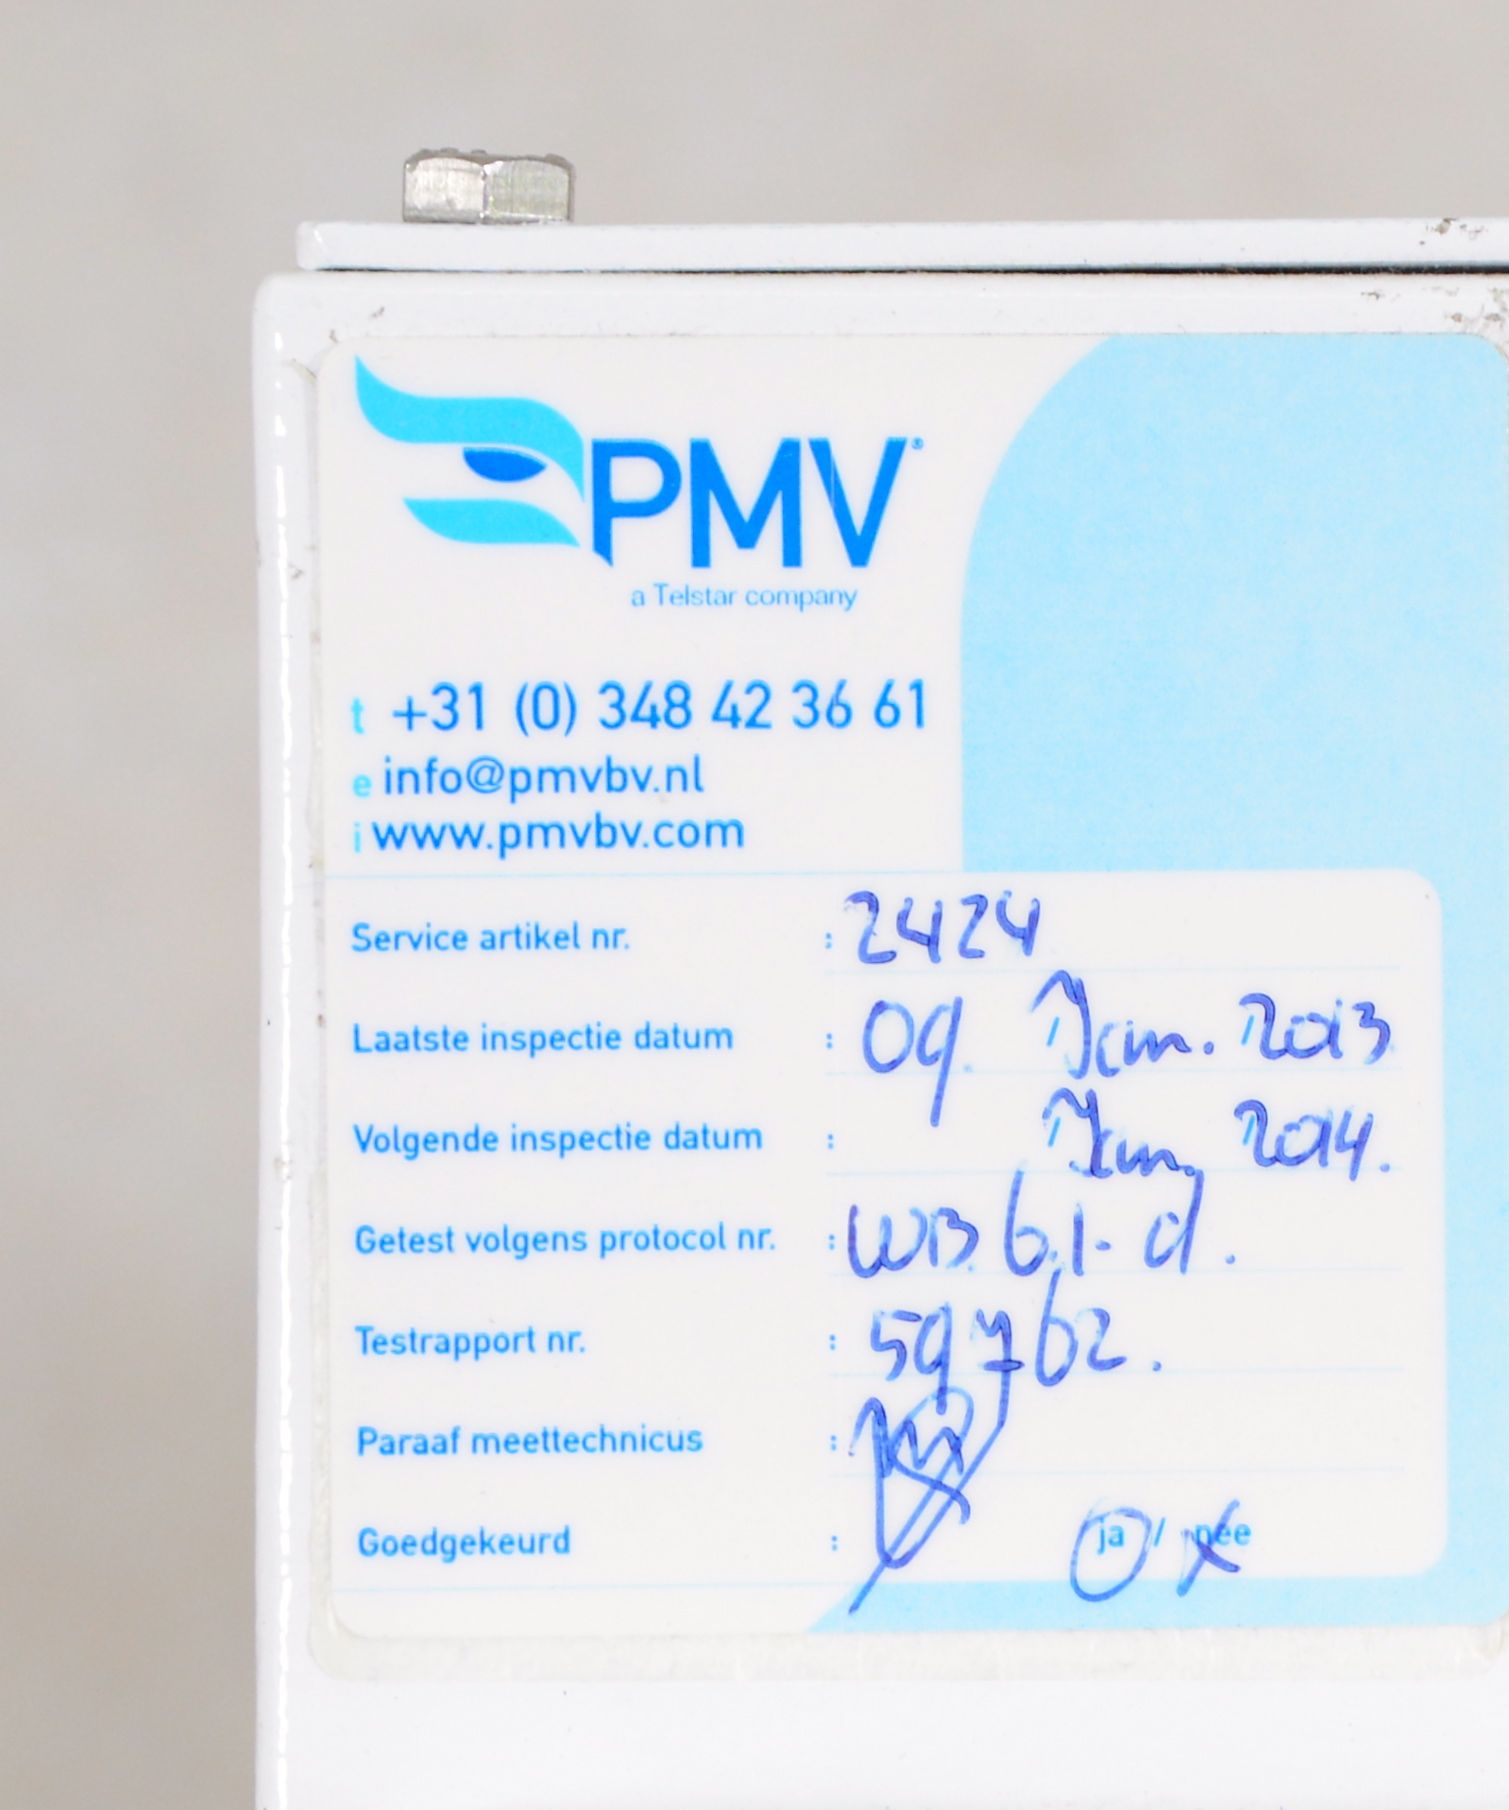 PMV®
a Telstar company
t +31 (0) 348 42 36 61
e info@pmvbv.nl
i www.pmvbv.com
Service artikel nr. : 2424
Laatste inspectie datum : 09. Jan. 2013
Volgende inspectie datum : Jan. 2014.
Getest volgens protocol nr. : WB 6.1-d.
Testrapport nr. : 59762.
Paraaf meettechnicus :
Goedgekeurd : ja / nee